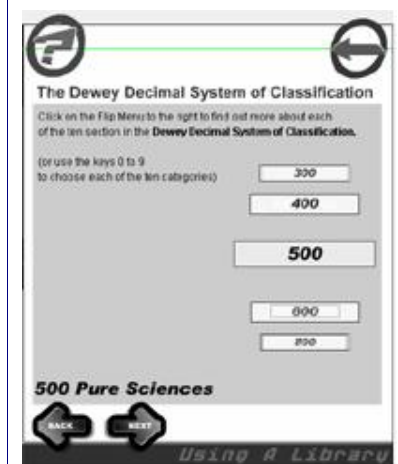 The Dewey Decimal System of Classification
Click on the Flip Menu to the right to find out more about each
of the ten section in the Dewey Decimal System of Classification.
(or use the keys 0 to 9
to choose each of the ten categories)
300
400
500
600
500 Pure Sciences
BACK
NEXT
Using A Library